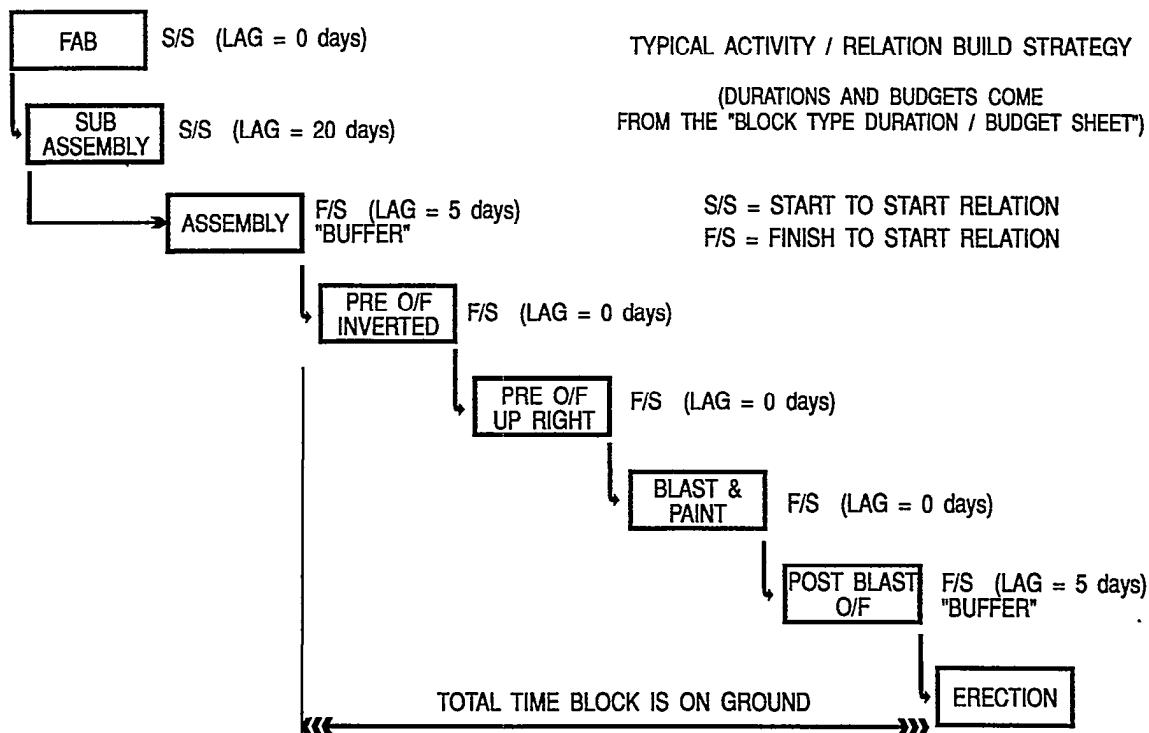 FAB
S/S (LAG = 0 days)
TYPICAL ACTIVITY / RELATION BUILD STRATEGY
(DURATIONS AND BUDGETS COME
FROM THE "BLOCK TYPE DURATION / BUDGET SHEET")
SUB
ASSEMBLY
S/S (LAG = 20 days)
S/S = START TO START RELATION
F/S = FINISH TO START RELATION
ASSEMBLY
F/S (LAG = 5 days)
"BUFFER"
PRE O/F
INVERTED
F/S (LAG = 0 days)
PRE O/F
UP RIGHT
F/S (LAG = 0 days)
BLAST &
PAINT
F/S (LAG = 0 days)
POST BLAST
O/F
F/S (LAG = 5 days)
"BUFFER"
ERECTION
TOTAL TIME BLOCK IS ON GROUND